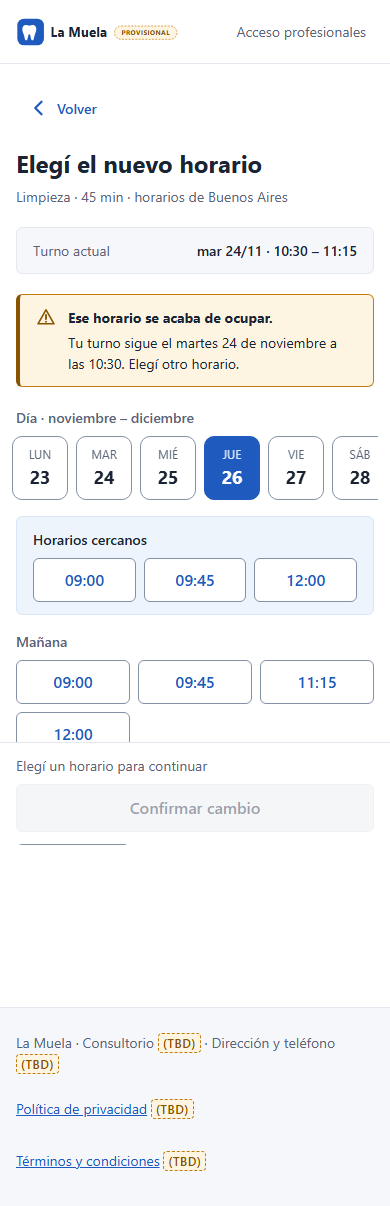 La Muela PROVISIONAL Acceso profesionales
Volver
Elegí el nuevo horario
Limpieza · 45 min · horarios de Buenos Aires
Turno actual mar 24/11 · 10:30 – 11:15
Ese horario se acaba de ocupar.
Tu turno sigue el martes 24 de noviembre a
las 10:30. Elegí otro horario.
Día · noviembre – diciembre
LUN MAR MIÉ JUE VIE SÁB
23 24 25 26 27 28
Horarios cercanos
09:00 09:45 12:00
Mañana
09:00 09:45 11:15
12:00
Elegí un horario para continuar
Confirmar cambio
La Muela · Consultorio (TBD) · Dirección y teléfono
(TBD)
Política de privacidad (TBD)
Términos y condiciones (TBD)